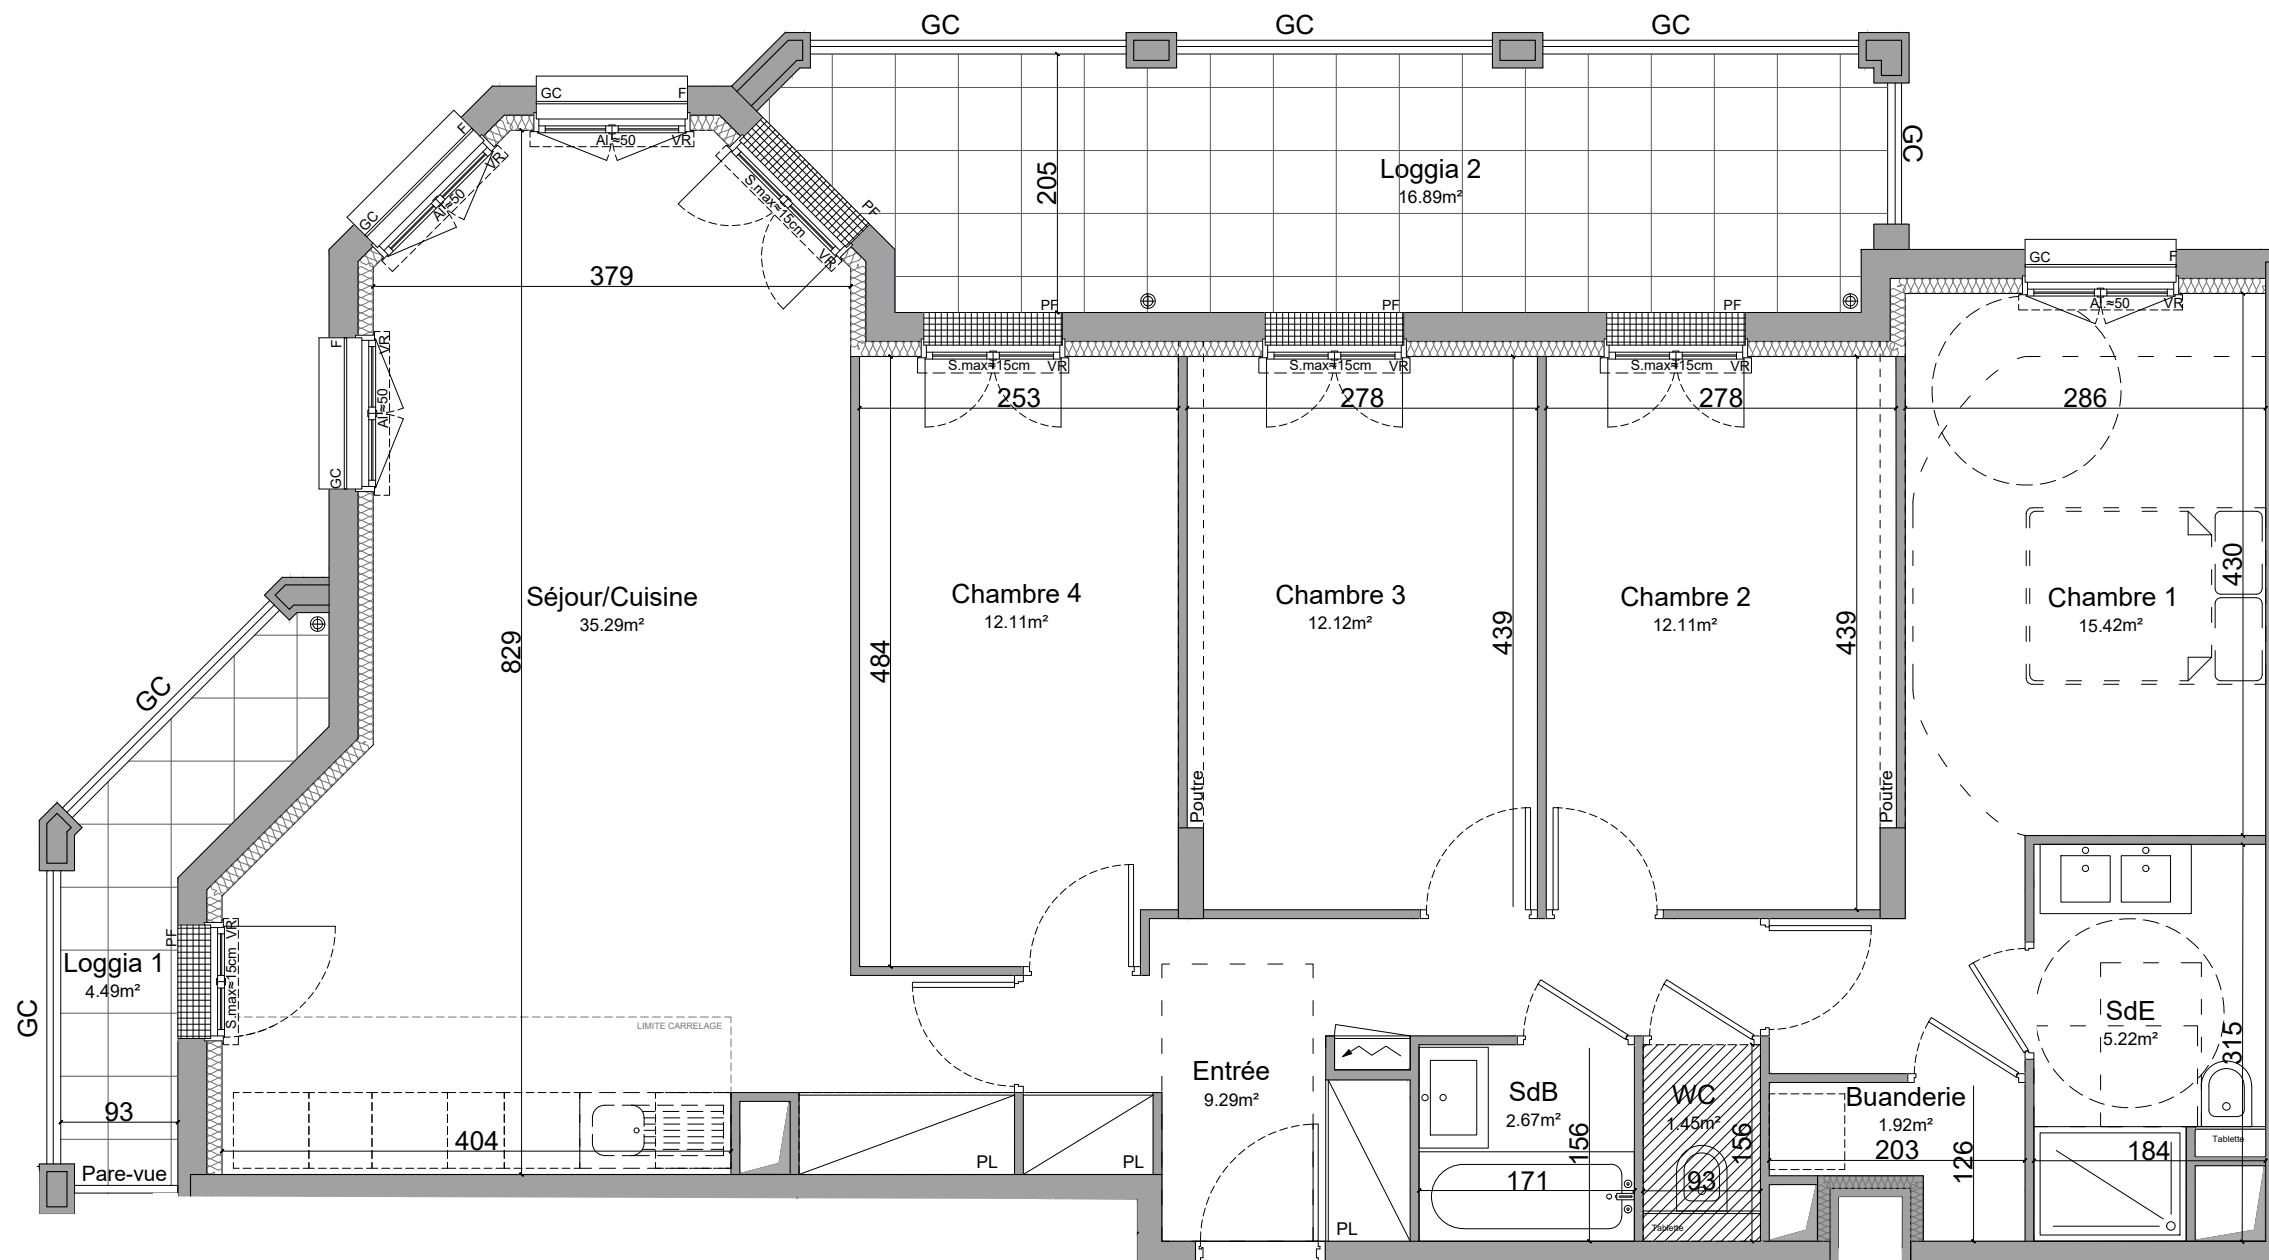 GC
GC
GC
GC
F
Al ≈50
VR
F
GC
Al ≈50
VR
S.max≈15cm
VR
PF
205
Loggia 2
16.89m²
GC
GC
F
Al ≈50
VR
379
F
VR
Al ≈50
GC
PF
S.max≈15cm
VR
PF
S.max≈15cm
VR
PF
S.max≈15cm
VR
253
278
278
286
Séjour/Cuisine
35.29m²
Chambre 4
12.11m²
Chambre 3
12.12m²
Chambre 2
12.11m²
Chambre 1
15.42m²
829
484
439
439
430
GC
Poutre
Poutre
Loggia 1
4.49m²
PF
VR
S.max≈15cm
GC
93
Pare-vue
LIMITE CARRELAGE
404
PL
PL
Entrée
9.29m²
PL
SdB
2.67m²
156
171
WC
1.45m²
156
93
Tablette
Buanderie
1.92m²
203
126
SdE
5.22m²
315
Tablette
184